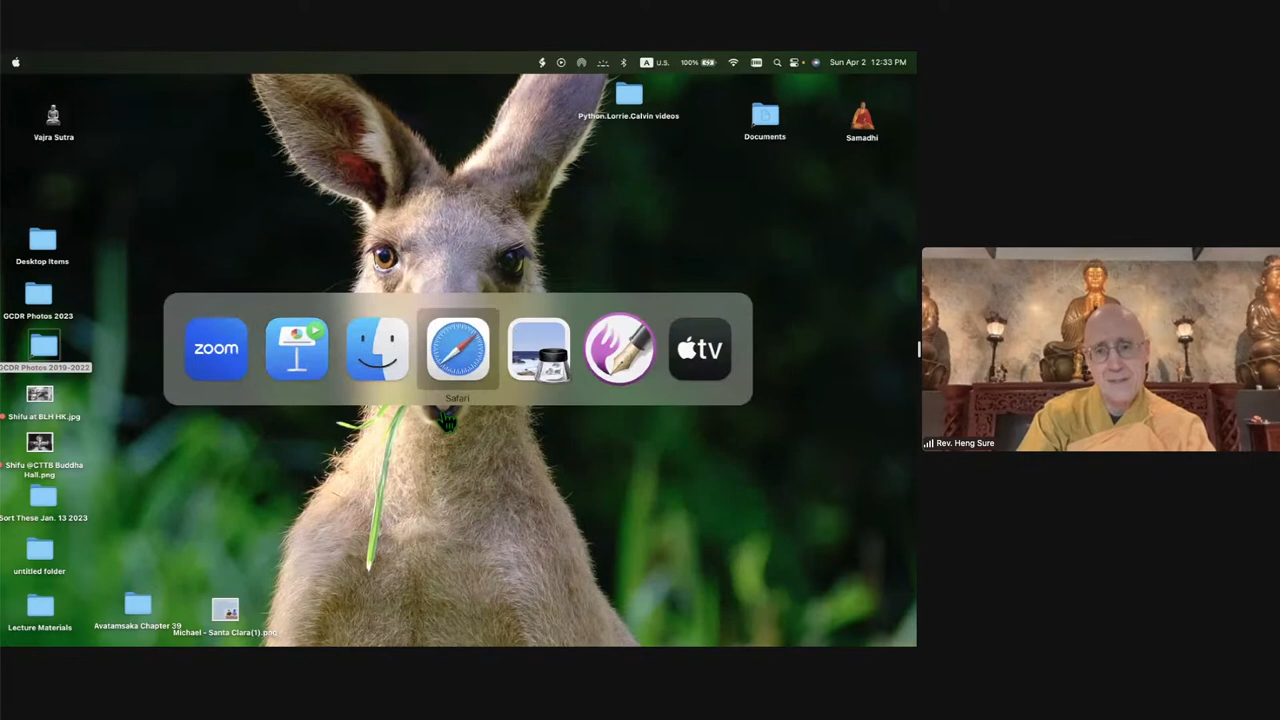 U.S.
100%
Sun Apr 2 12:33 PM
Vajra Sutra
Python.Lorrie.Calvin videos
Documents
Samadhi
Desktop Items
GCDR Photos 2023
GCDR Photos 2019-2022
zoom
tv
Safari
Shifu at BLH HK.jpg
Shifu @CTTB Buddha
Hall.png
Sort These Jan. 13 2023
untitled folder
Lecture Materials
Avatamsaka Chapter 39
Michael - Santa Clara(1).png
Rev. Heng Sure